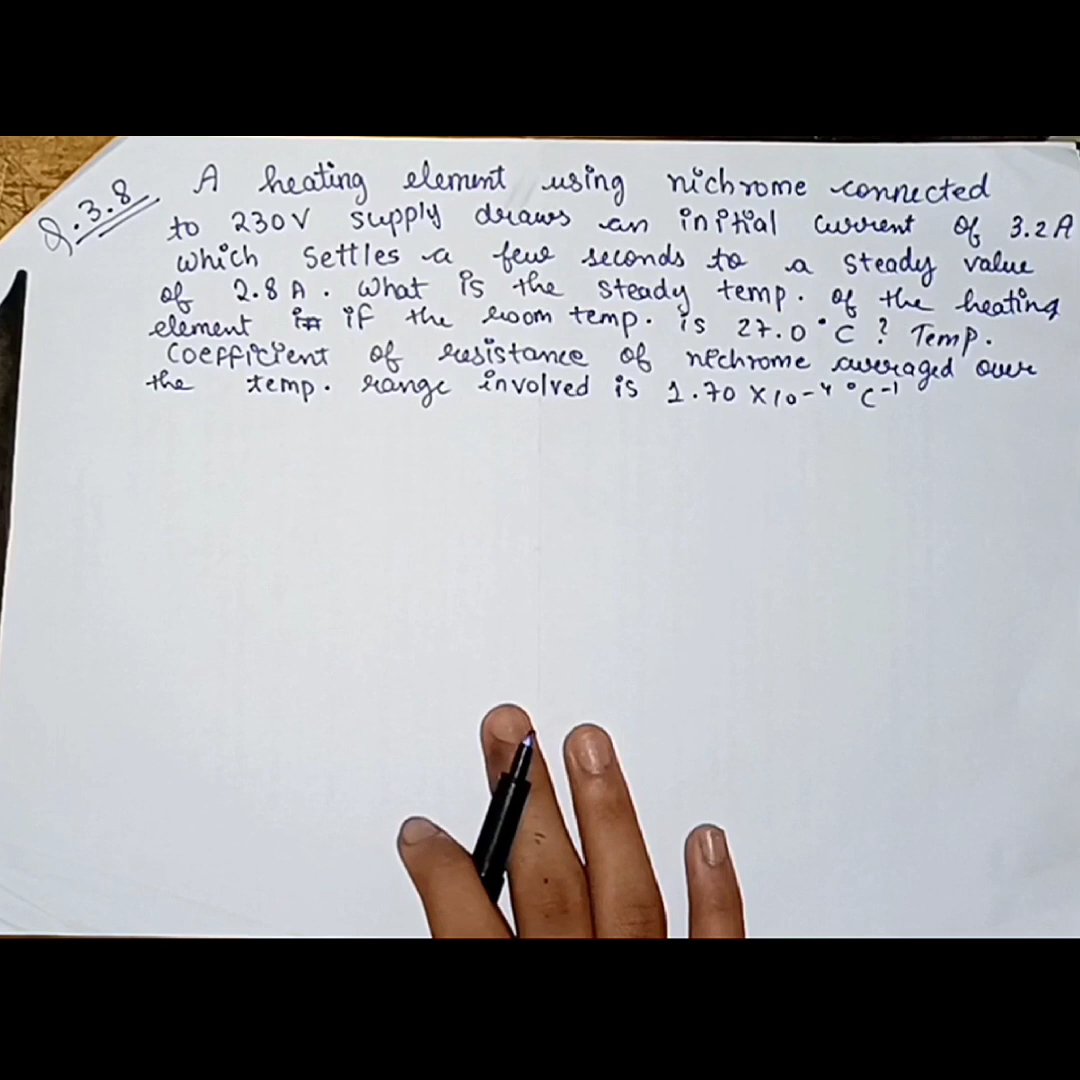 Q.3.8 A heating element using nichrome connected
to 230V supply draws an initial current of 3.2A
which settles a few seconds to a steady value
of 2.8A. What is the steady temp. of the heating
element in if the room temp. is 27.0 °C ? Temp.
Coefficient of resistance of nichrome averaged over
the temp. range involved is 1.70 × 10-4 °C-1